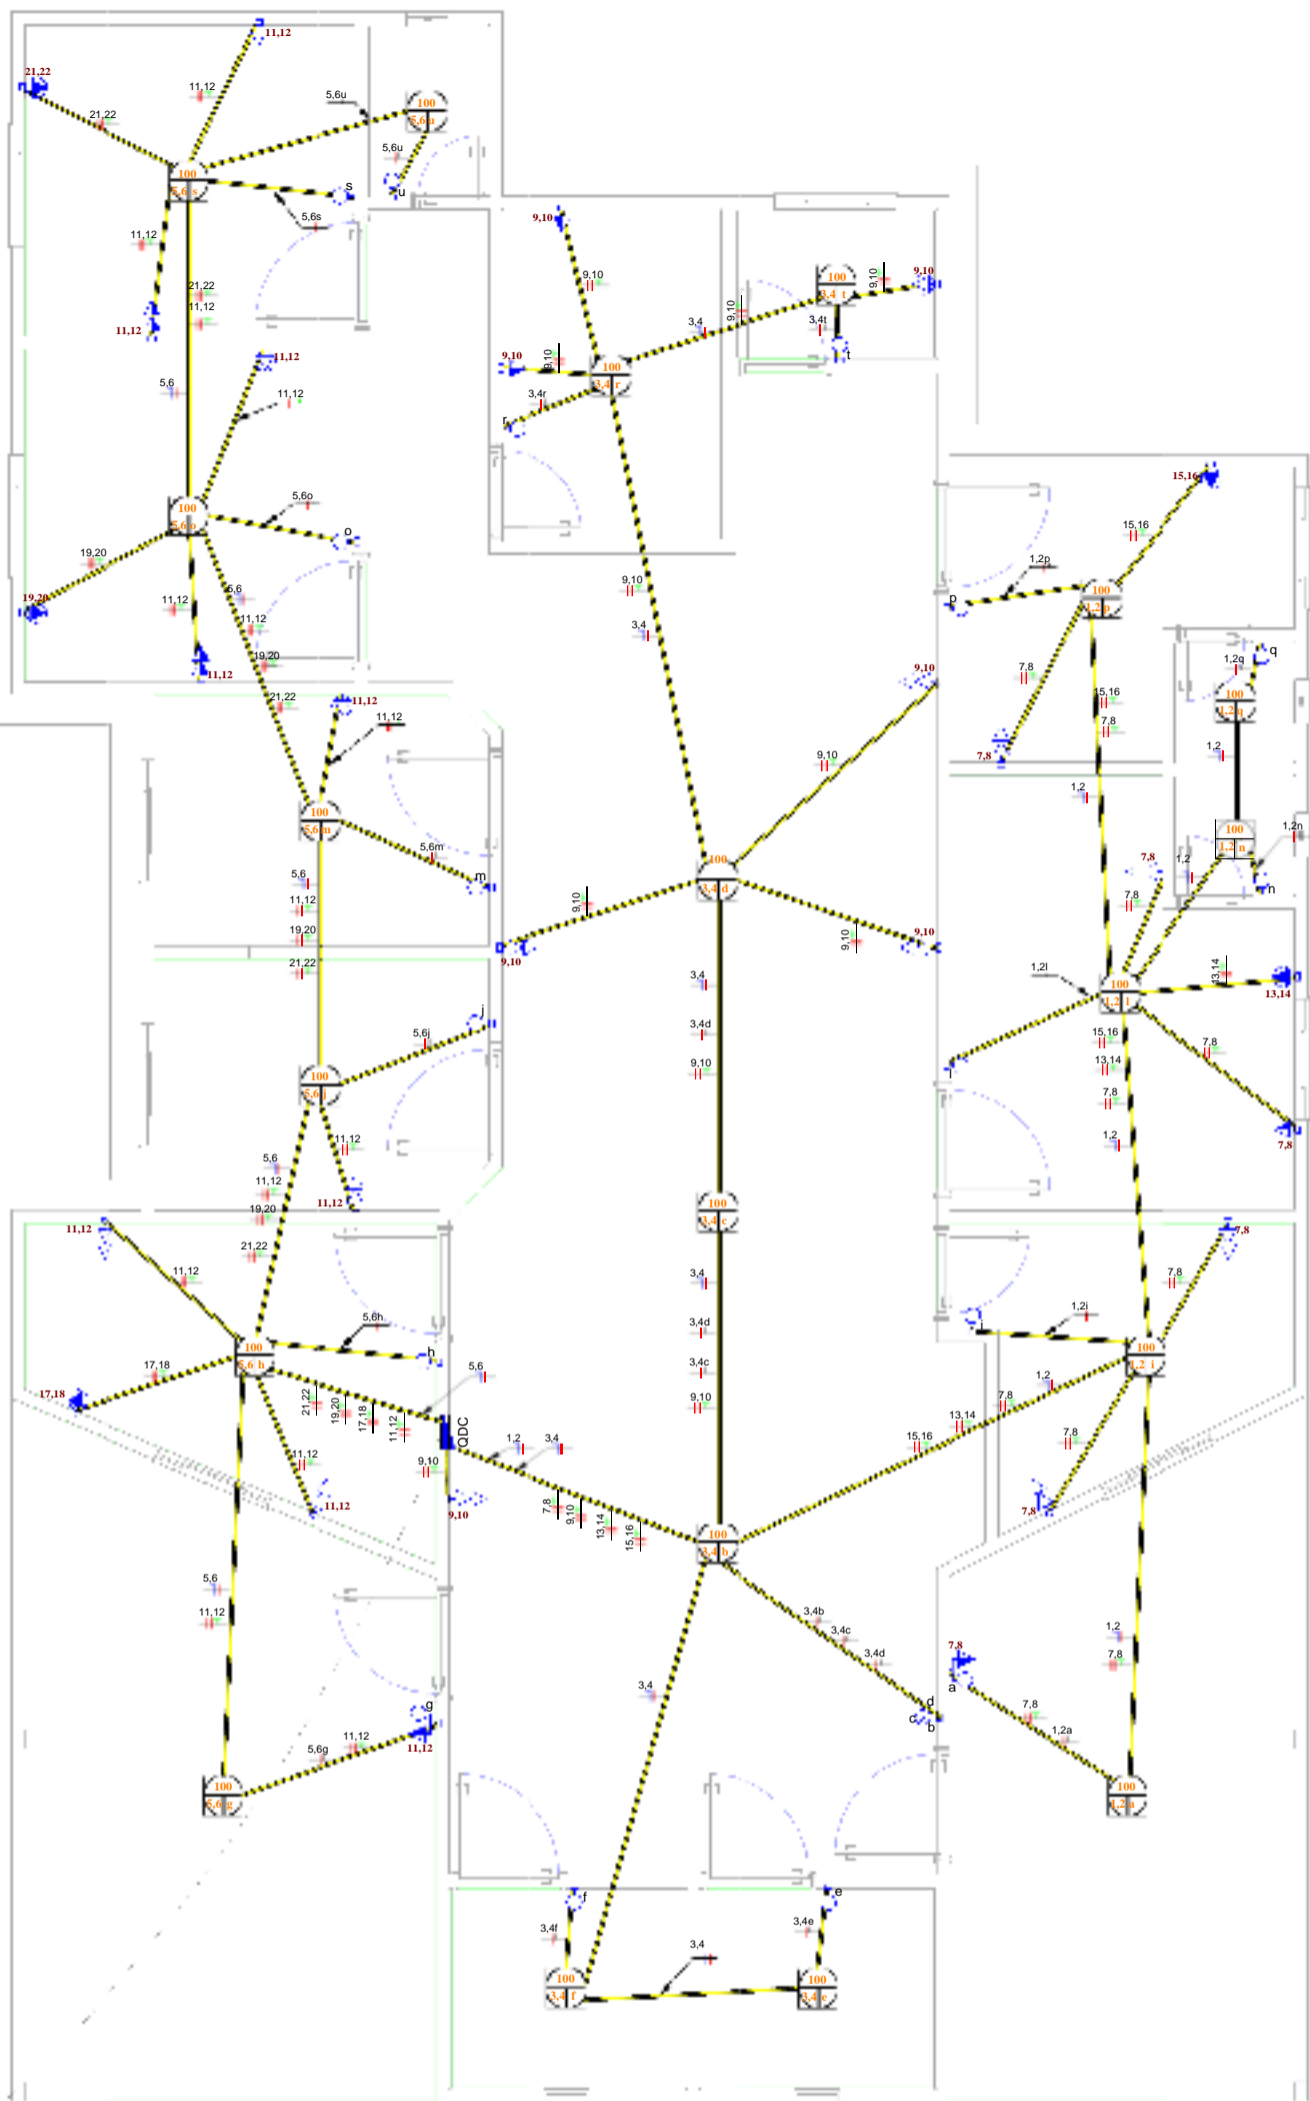 11,12
21,22
11,12
5,6u
100
5,6 u
21,22
5,6u
100
5,6 s
s
u
5,6s
9,10
11,12
9,10
100
9,10
9,10
3,4 t
21,22
11,12
9,10
3,4
3,4t
11,12
11,12
9,10
9,10
t
100
3,4 r
5,6
11,12
3,4r
r
15,16
100
5,6 o
5,6o
15,16
o
19,20
1,2p
9,10
100
19,20
5,6
p
1,2 p
11,12
11,12
3,4
q
19,20
1,2q
11,12
9,10
7,8
21,22
11,12
15,16
100
1,2 q
11,12
7,8
7,8
9,10
1,2
1,2
100
5,6 m
100
1,2 n
1,2n
5,6m
100
3,4 d
7,8
1,2
5,6
m
7,8
n
11,12
9,10
19,20
9,10
9,10
9,10
21,22
3,4
1,2l
13,14
100
1,2 l
13,14
j
3,4d
5,6j
15,16
7,8
9,10
13,14
l
100
5,6 j
7,8
11,12
1,2
7,8
5,6
11,12
11,12
100
3,4 c
19,20
11,12
7,8
21,22
11,12
3,4
7,8
5,6h
3,4d
1,2i
i
100
5,6 h
h
100
1,2 i
17,18
5,6
3,4c
1,2
17,18
21,22
19,20
17,18
11,12
9,10
7,8
13,14
QDC
1,2
3,4
15,16
7,8
11,12
9,10
11,12
9,10
7,8
9,10
13,14
15,16
7,8
100
3,4 b
5,6
11,12
3,4b
3,4c
3,4d
1,2
7,8
7,8
3,4
a
g
d
c
b
7,8
11,12
11,12
5,6g
1,2a
100
5,6 g
100
1,2 a
f
e
3,4f
3,4e
3,4
100
3,4 f
100
3,4 e